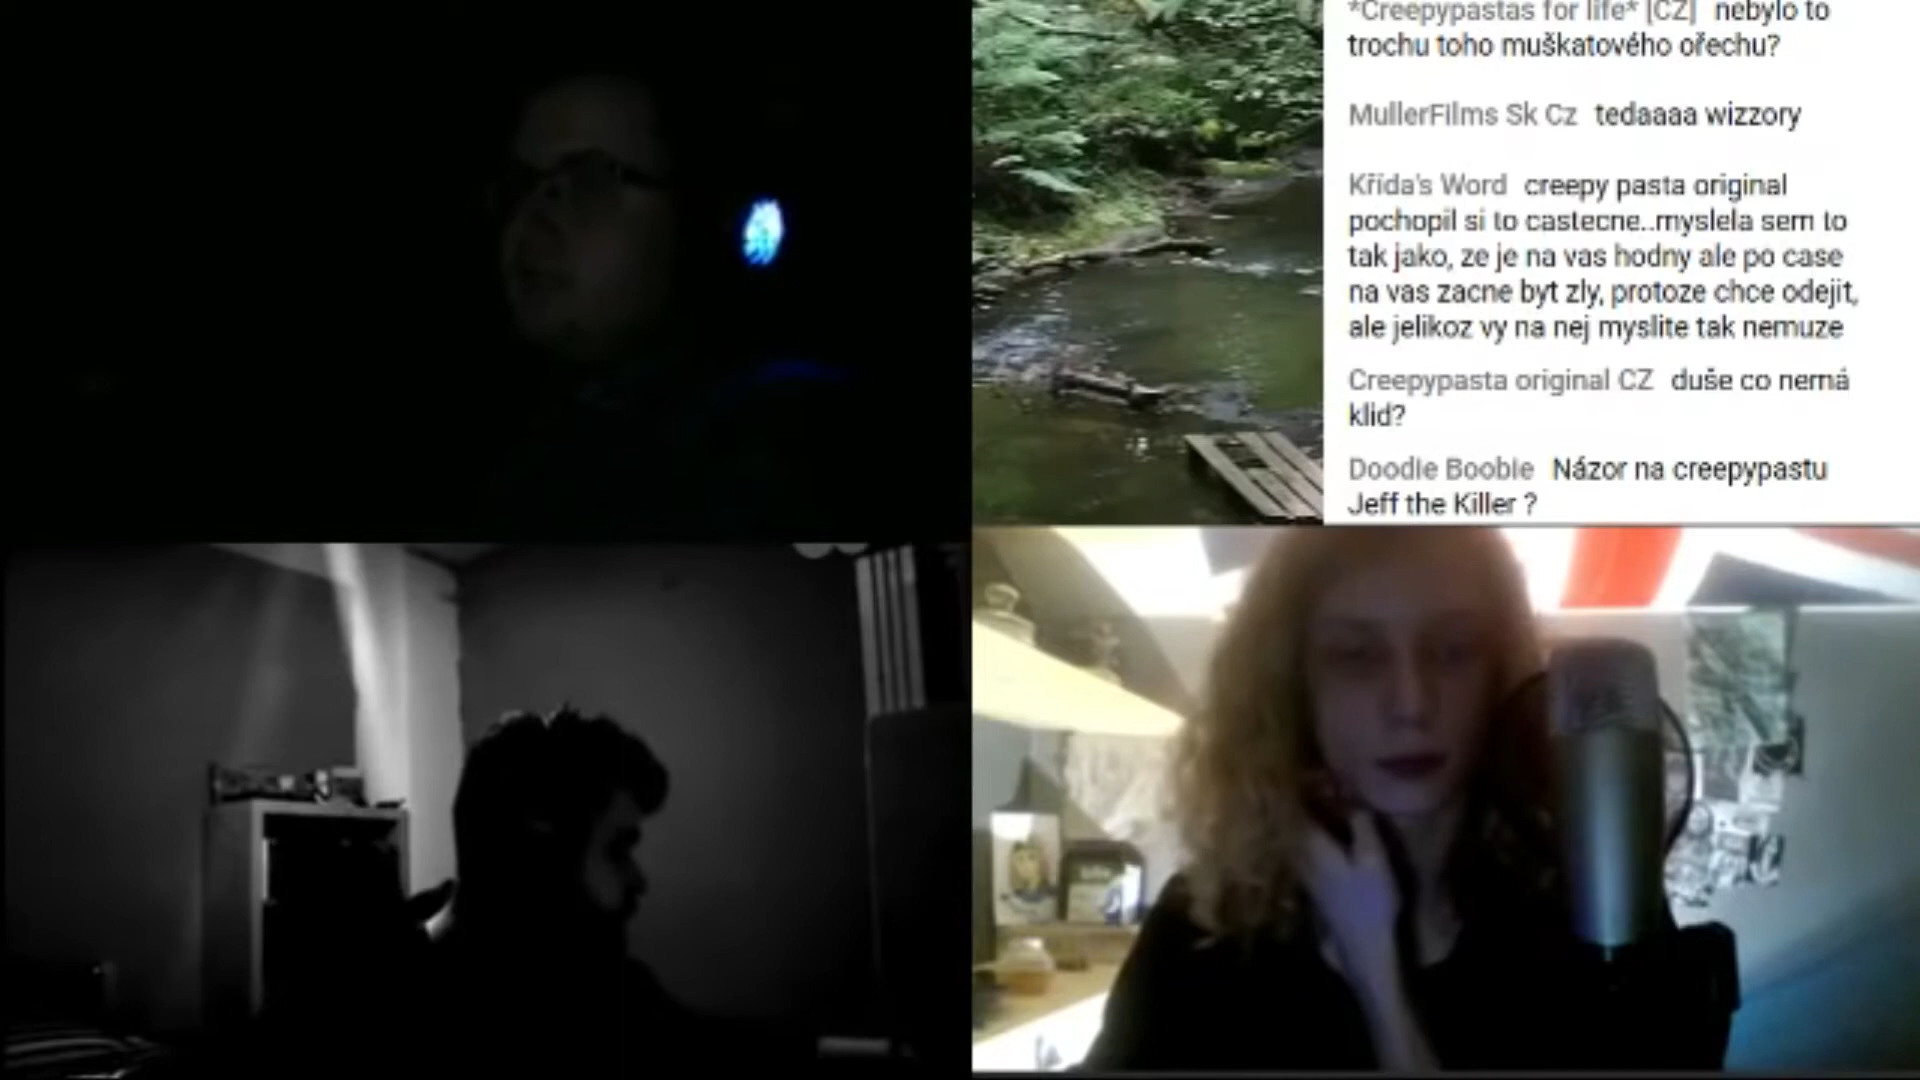 *Creepypastas for life* [CZ] nebylo to
trochu toho muškatového ořechu?
MullerFilms Sk Cz tedaaaa wizzory
Křída's Word creepy pasta original
pochopil si to castecne..myslela sem to
tak jako, ze je na vas hodny ale po case
na vas zacne byt zly, protoze chce odejit,
ale jelikoz vy na nej myslite tak nemuze
Creepypasta original CZ duše co nemá
klid?
Doodie Boobie Názor na creepypastu
Jeff the Killer ?